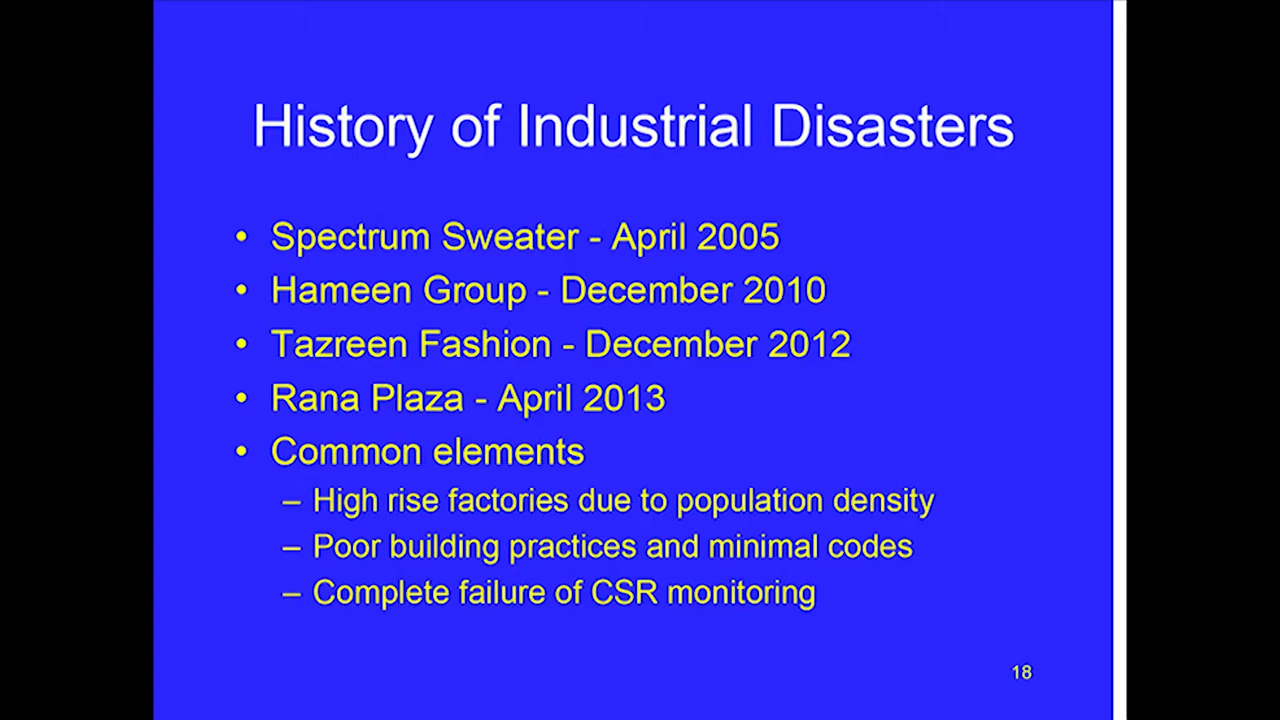 History of Industrial Disasters
• Spectrum Sweater - April 2005
• Hameen Group - December 2010
• Tazreen Fashion - December 2012
• Rana Plaza - April 2013
• Common elements
– High rise factories due to population density
– Poor building practices and minimal codes
– Complete failure of CSR monitoring
18